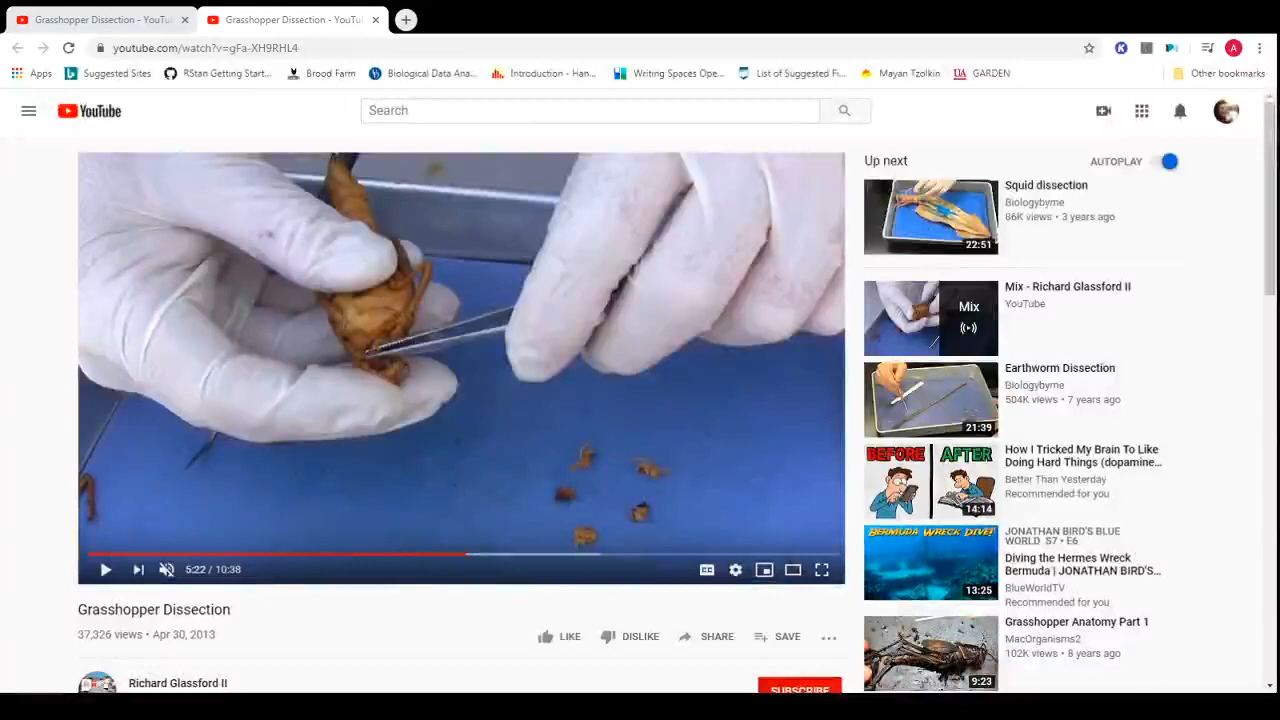 Grasshopper Dissection - YouTu
Grasshopper Dissection - YouTu
youtube.com/watch?v=gFa-XH9RHL4
A
Apps
Suggested Sites
RStan Getting Start...
Brood Farm
Biological Data Ana...
Introduction - Han...
Writing Spaces Ope...
List of Suggested Fi...
Mayan Tzolkin
UA GARDEN
Other bookmarks
YouTube
Search
Up next
AUTOPLAY
Squid dissection
Biologybyme
86K views • 3 years ago
22:51
Mix - Richard Glassford II
YouTube
Mix
Earthworm Dissection
Biologybyme
504K views • 7 years ago
21:39
BEFORE AFTER
How I Tricked My Brain To Like
Doing Hard Things (dopamine...
Better Than Yesterday
Recommended for you
14:14
BERMUDA WRECK DIVE!
JONATHAN BIRD'S BLUE
WORLD S7 • E6
Diving the Hermes Wreck
Bermuda | JONATHAN BIRD'S...
BlueWorldTV
Recommended for you
13:25
Grasshopper Anatomy Part 1
MacOrganisms2
102K views • 8 years ago
9:23
5:22 / 10:38
CC
Grasshopper Dissection
37,326 views • Apr 30, 2013
LIKE
DISLIKE
SHARE
SAVE
Richard Glassford II
SUBSCRIBE